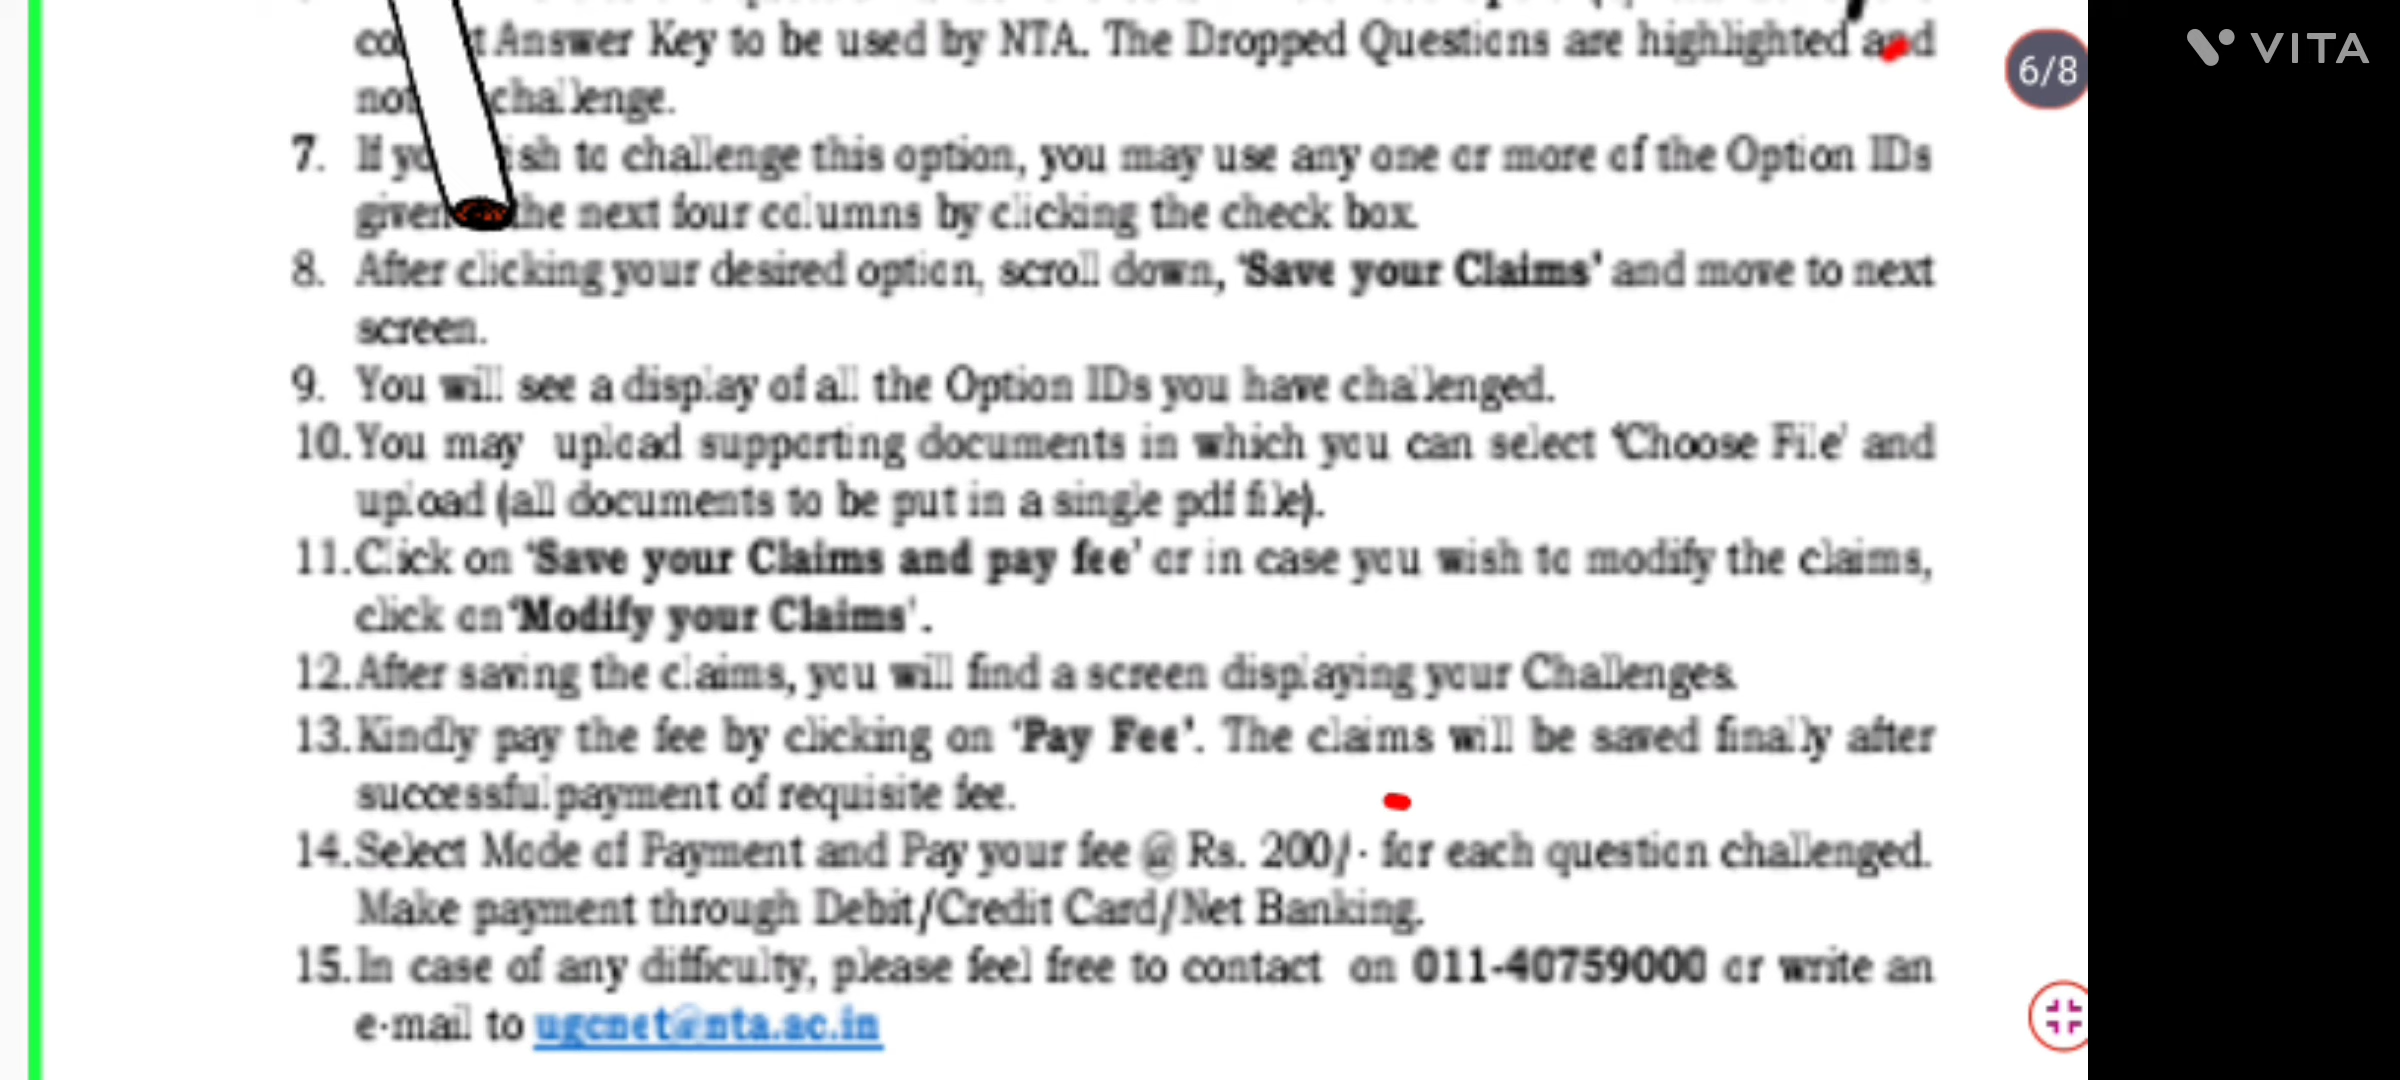 Answer Key to be used by NTA. The Dropped Questions are highlighted and
challenge.
6/8
VITA
7. If ish to challenge this option, you may use any one or more of the Option IDs
given the next four columns by clicking the check box.
8. After clicking your desired option, scroll down, 'Save your Claims' and move to next
screen.
9. You will see a display of all the Option IDs you have challenged.
10. You may upload supporting documents in which you can select 'Choose File' and
upload (all documents to be put in a single pdf file).
11. Click on 'Save your Claims and pay fee' or in case you wish to modify the claims,
click on 'Modify your Claims'.
12. After saving the claims, you will find a screen displaying your Challenges.
13. Kindly pay the fee by clicking on 'Pay Fee'. The claims will be saved finally after
successful payment of requisite fee.
14. Select Mode of Payment and Pay your fee @ Rs. 200/- for each question challenged.
Make payment through Debit/Credit Card/Net Banking.
15. In case of any difficulty, please feel free to contact on 011-40759000 or write an
e-mail to ugcnet@nta.ac.in